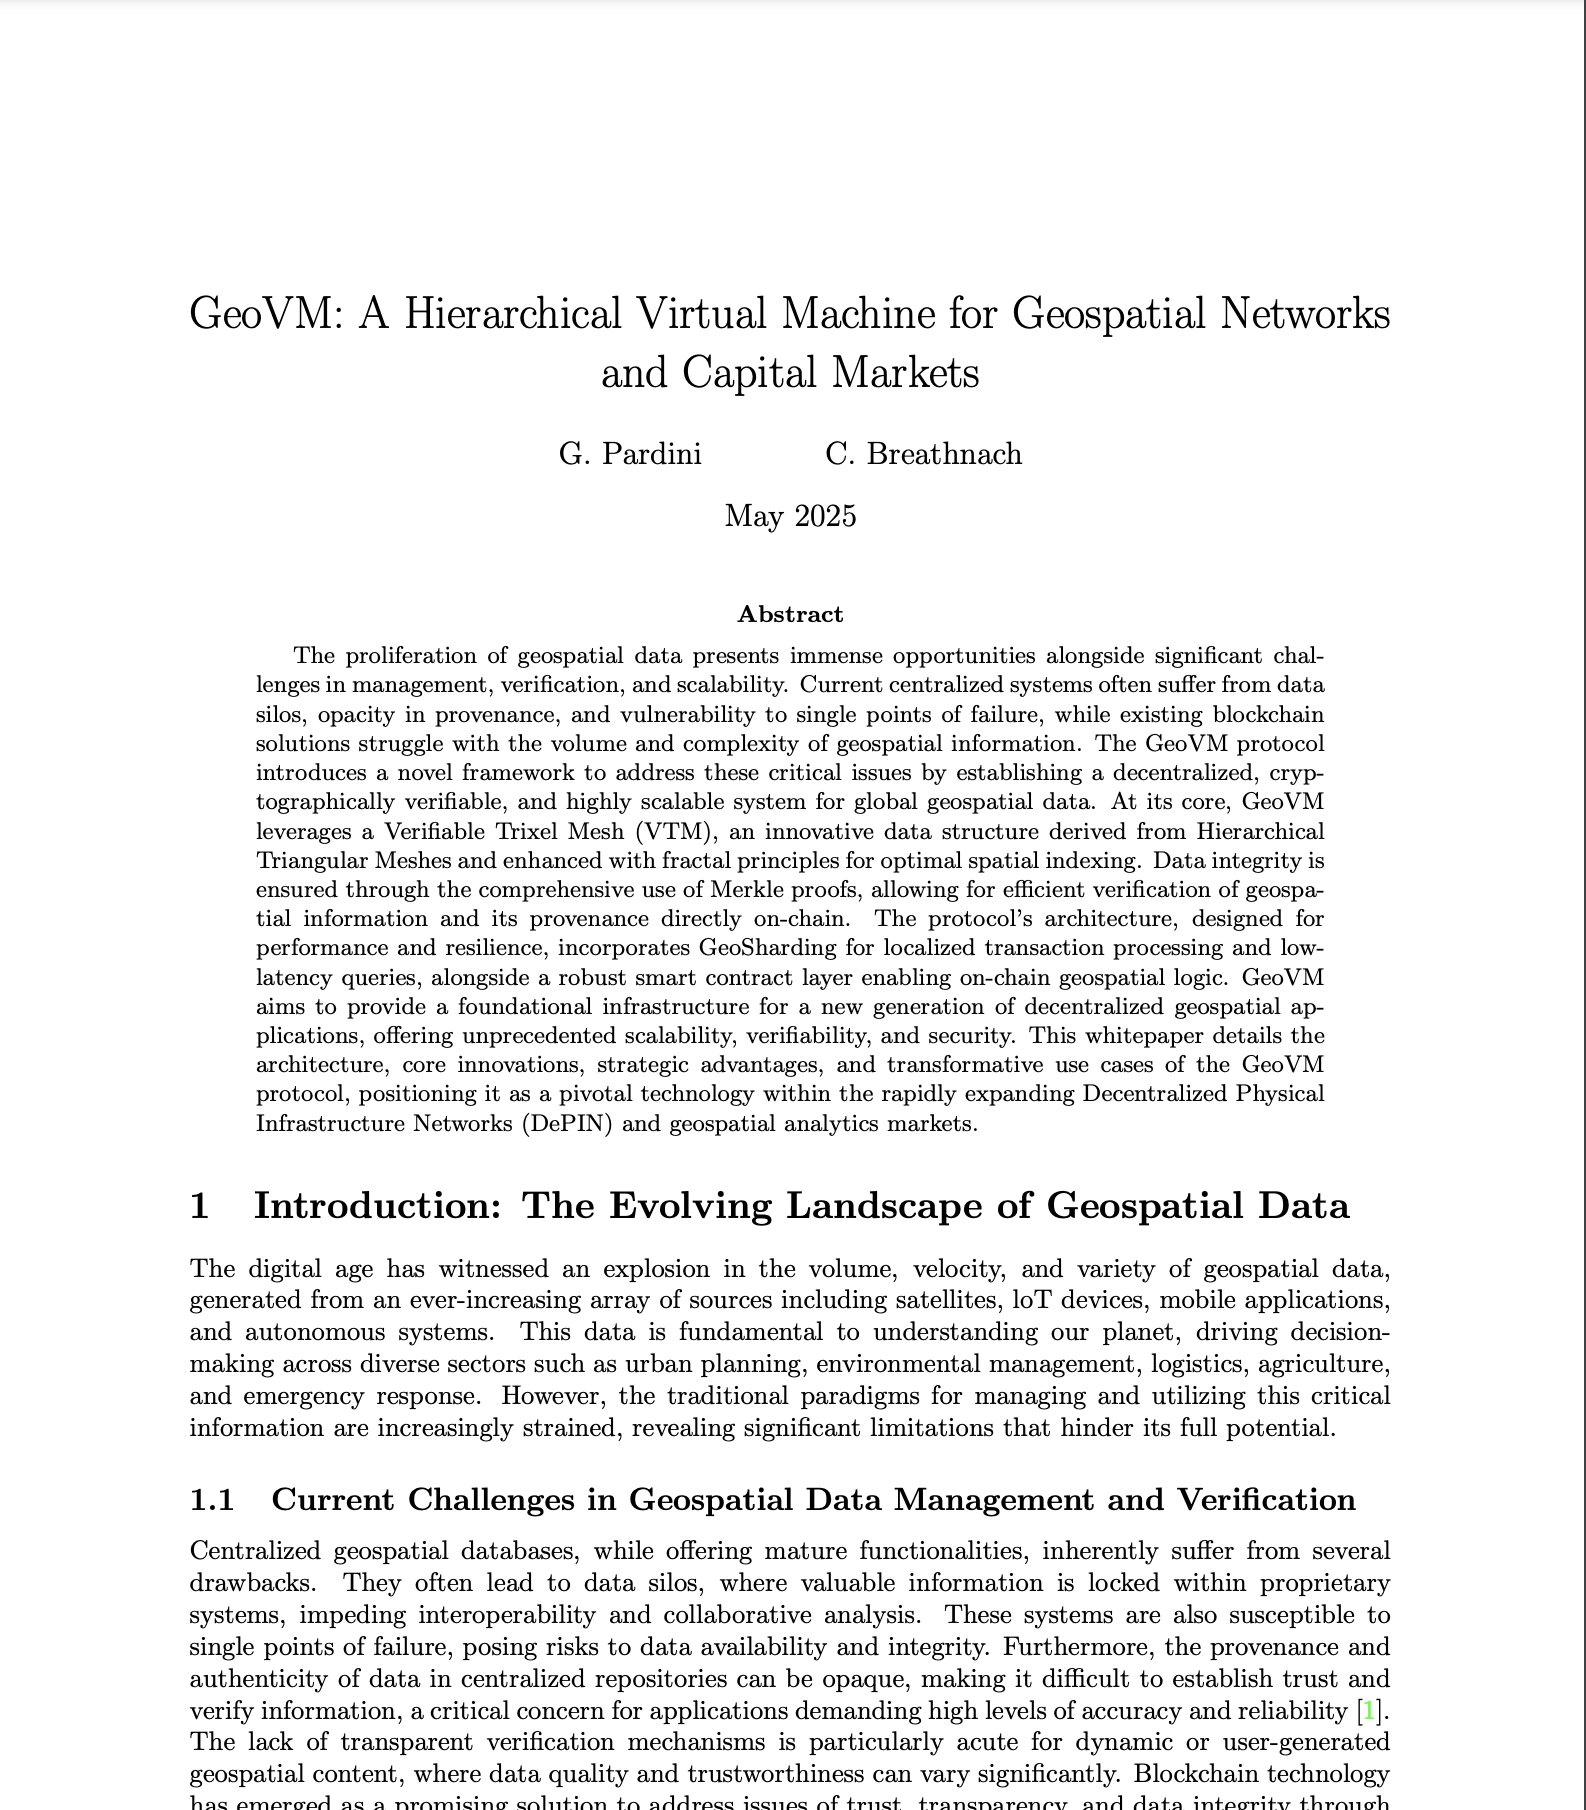 GeoVM: A Hierarchical Virtual Machine for Geospatial Networks
and Capital Markets
G. Pardini C. Breathnach
May 2025
Abstract
The proliferation of geospatial data presents immense opportunities alongside significant chal-
lenges in management, verification, and scalability. Current centralized systems often suffer from data
silos, opacity in provenance, and vulnerability to single points of failure, while existing blockchain
solutions struggle with the volume and complexity of geospatial information. The GeoVM protocol
introduces a novel framework to address these critical issues by establishing a decentralized, cryp-
tographically verifiable, and highly scalable system for global geospatial data. At its core, GeoVM
leverages a Verifiable Trixel Mesh (VTM), an innovative data structure derived from Hierarchical
Triangular Meshes and enhanced with fractal principles for optimal spatial indexing. Data integrity is
ensured through the comprehensive use of Merkle proofs, allowing for efficient verification of geospa-
tial information and its provenance directly on-chain. The protocol's architecture, designed for
performance and resilience, incorporates GeoSharding for localized transaction processing and low-
latency queries, alongside a robust smart contract layer enabling on-chain geospatial logic. GeoVM
aims to provide a foundational infrastructure for a new generation of decentralized geospatial ap-
plications, offering unprecedented scalability, verifiability, and security. This whitepaper details the
architecture, core innovations, strategic advantages, and transformative use cases of the GeoVM
protocol, positioning it as a pivotal technology within the rapidly expanding Decentralized Physical
Infrastructure Networks (DePIN) and geospatial analytics markets.
1 Introduction: The Evolving Landscape of Geospatial Data
The digital age has witnessed an explosion in the volume, velocity, and variety of geospatial data,
generated from an ever-increasing array of sources including satellites, loT devices, mobile applications,
and autonomous systems. This data is fundamental to understanding our planet, driving decision-
making across diverse sectors such as urban planning, environmental management, logistics, agriculture,
and emergency response. However, the traditional paradigms for managing and utilizing this critical
information are increasingly strained, revealing significant limitations that hinder its full potential.
1.1 Current Challenges in Geospatial Data Management and Verification
Centralized geospatial databases, while offering mature functionalities, inherently suffer from several
drawbacks. They often lead to data silos, where valuable information is locked within proprietary
systems, impeding interoperability and collaborative analysis. These systems are also susceptible to
single points of failure, posing risks to data availability and integrity. Furthermore, the provenance and
authenticity of data in centralized repositories can be opaque, making it difficult to establish trust and
verify information, a critical concern for applications demanding high levels of accuracy and reliability [1].
The lack of transparent verification mechanisms is particularly acute for dynamic or user-generated
geospatial content, where data quality and trustworthiness can vary significantly. Blockchain technology
has emerged as a promising solution to address issues of trust, transparency, and data integrity through